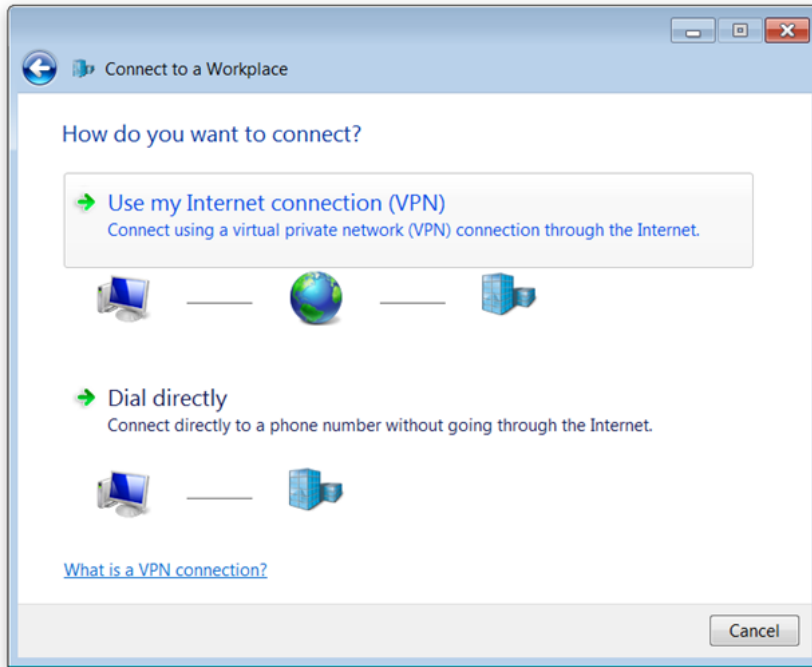 Connect to a Workplace
How do you want to connect?
Use my Internet connection (VPN)
Connect using a virtual private network (VPN) connection through the Internet.
Dial directly
Connect directly to a phone number without going through the Internet.
What is a VPN connection?
Cancel